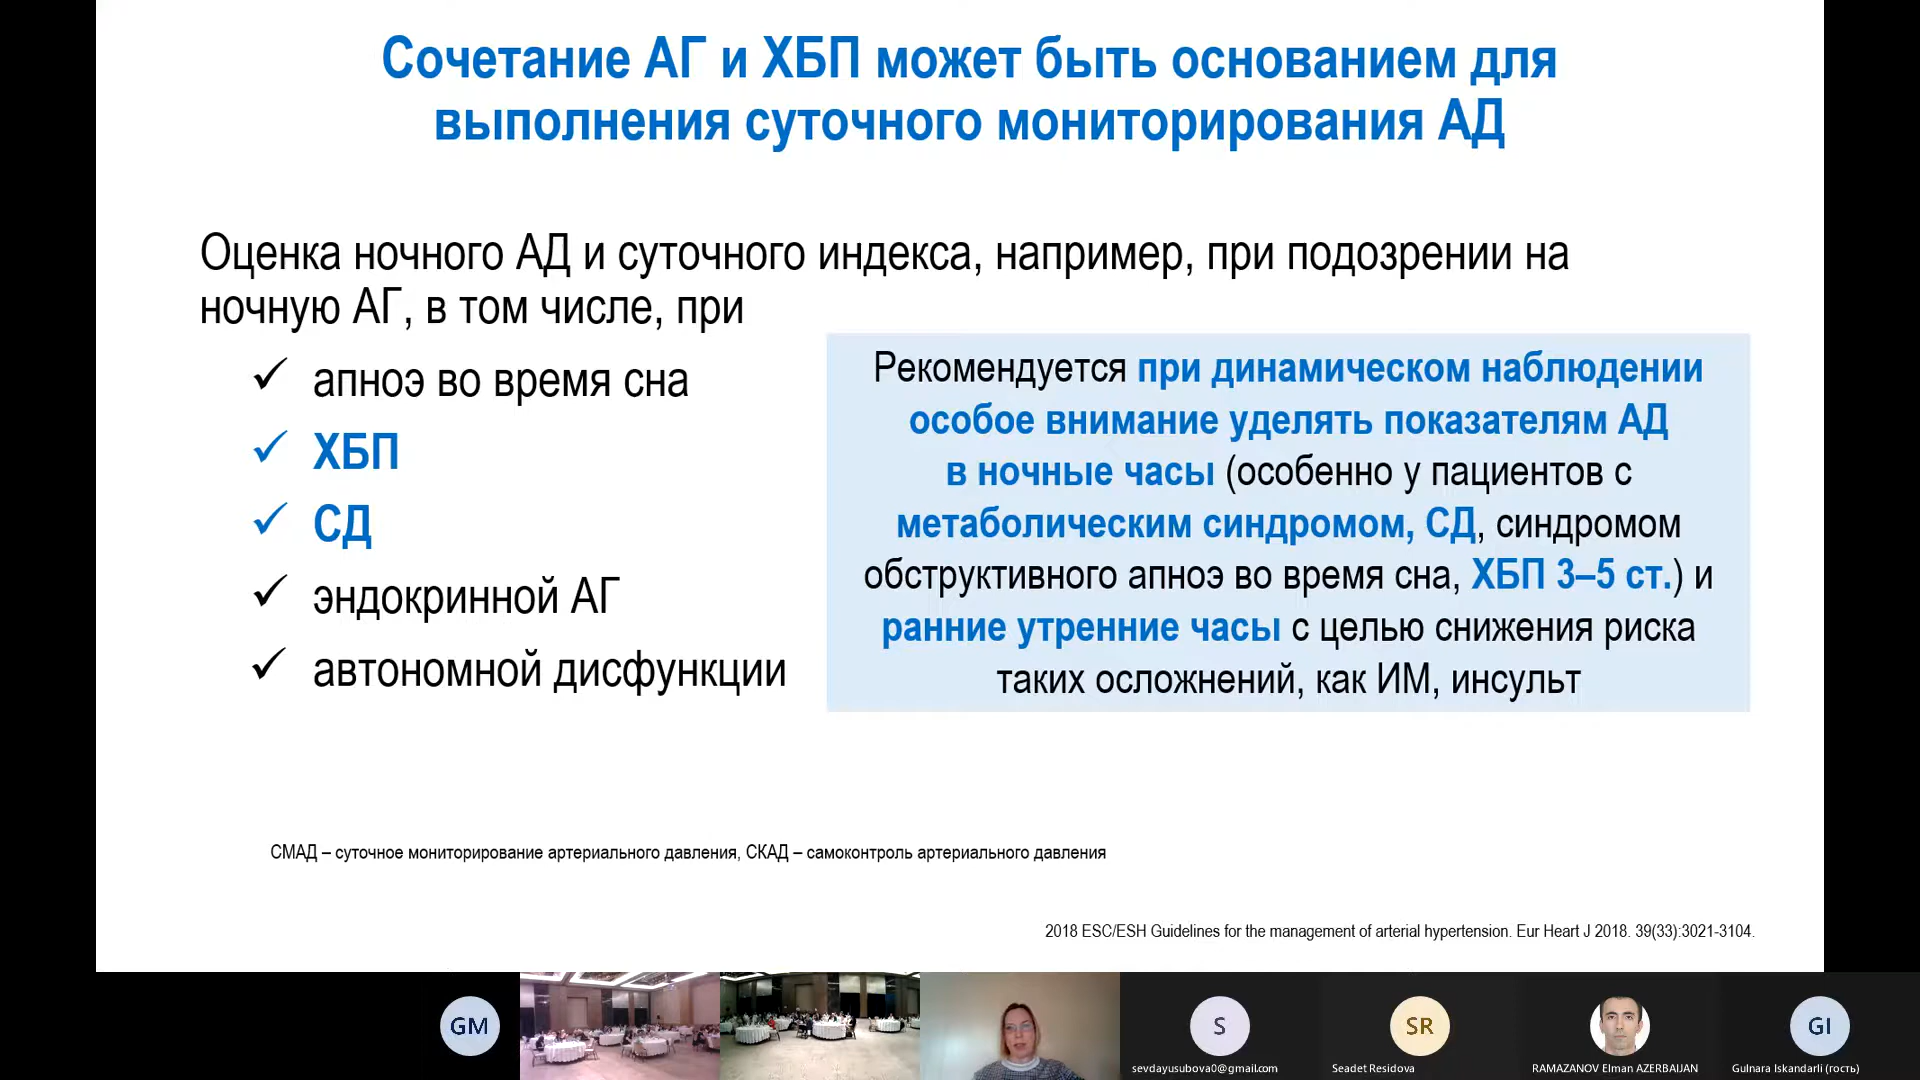 Сочетание АГ и ХБП может быть основанием для
выполнения суточного мониторирования АД
Оценка ночного АД и суточного индекса, например, при подозрении на
ночную АГ, в том числе, при
✓ апноэ во время сна
✓ ХБП
✓ СД
✓ эндокринной АГ
✓ автономной дисфункции
Рекомендуется при динамическом наблюдении
особое внимание уделять показателям АД
в ночные часы (особенно у пациентов с
метаболическим синдромом, СД, синдромом
обструктивного апноэ во время сна, ХБП 3–5 ст.) и
ранние утренние часы с целью снижения риска
таких осложнений, как ИМ, инсульт
СМАД – суточное мониторирование артериального давления, СКАД – самоконтроль артериального давления
2018 ESC/ESH Guidelines for the management of arterial hypertension. Eur Heart J 2018. 39(33):3021-3104.
GM
S
SR
GI
sevdayusubova0@gmail.com
Seadet Residova
RAMAZANOV Elman AZERBAIJAN
Gulnara Iskandarli (гость)